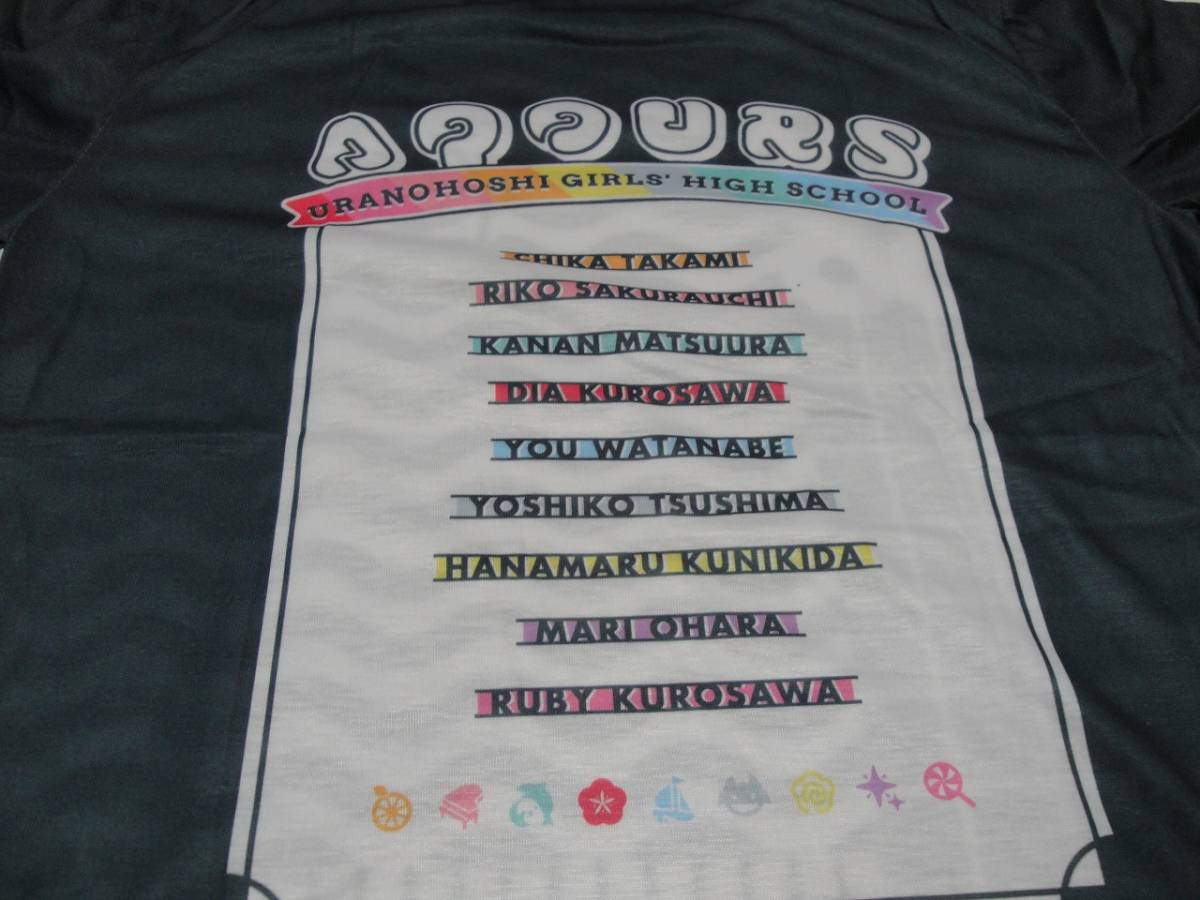 AQOURS
URANOHOSHI GIRLS' HIGH SCHOOL
CHIKA TAKAMI
RIKO SAKURAUCHI
KANAN MATSUURA
DIA KUROSAWA
YOU WATANABE
YOSHIKO TSUSHIMA
HANAMARU KUNIKIDA
MARI OHARA
RUBY KUROSAWA